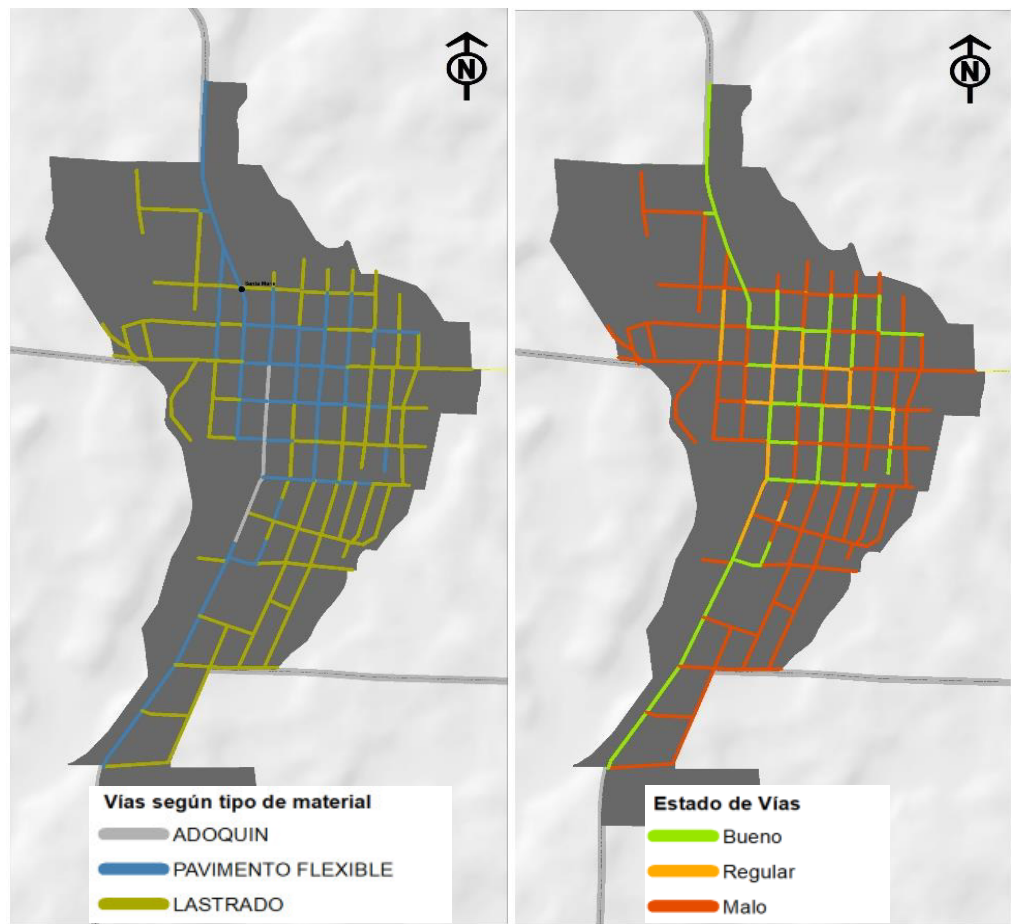 N
N
Vías según tipo de material
ADOQUIN
PAVIMENTO FLEXIBLE
LASTRADO
Estado de Vías
Bueno
Regular
Malo